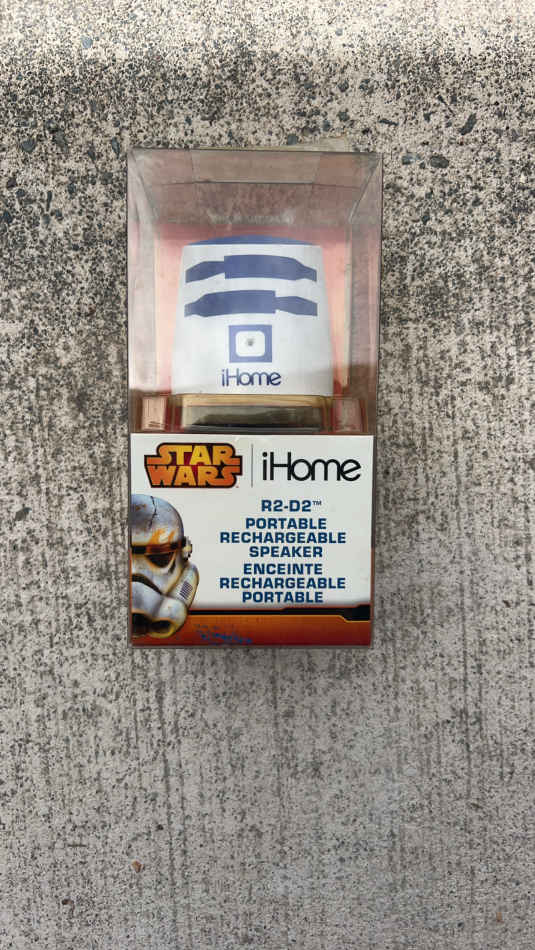 iHome
STAR
WARS
iHome
R2-D2™
PORTABLE
RECHARGEABLE
SPEAKER
ENCEINTE
RECHARGEABLE
PORTABLE